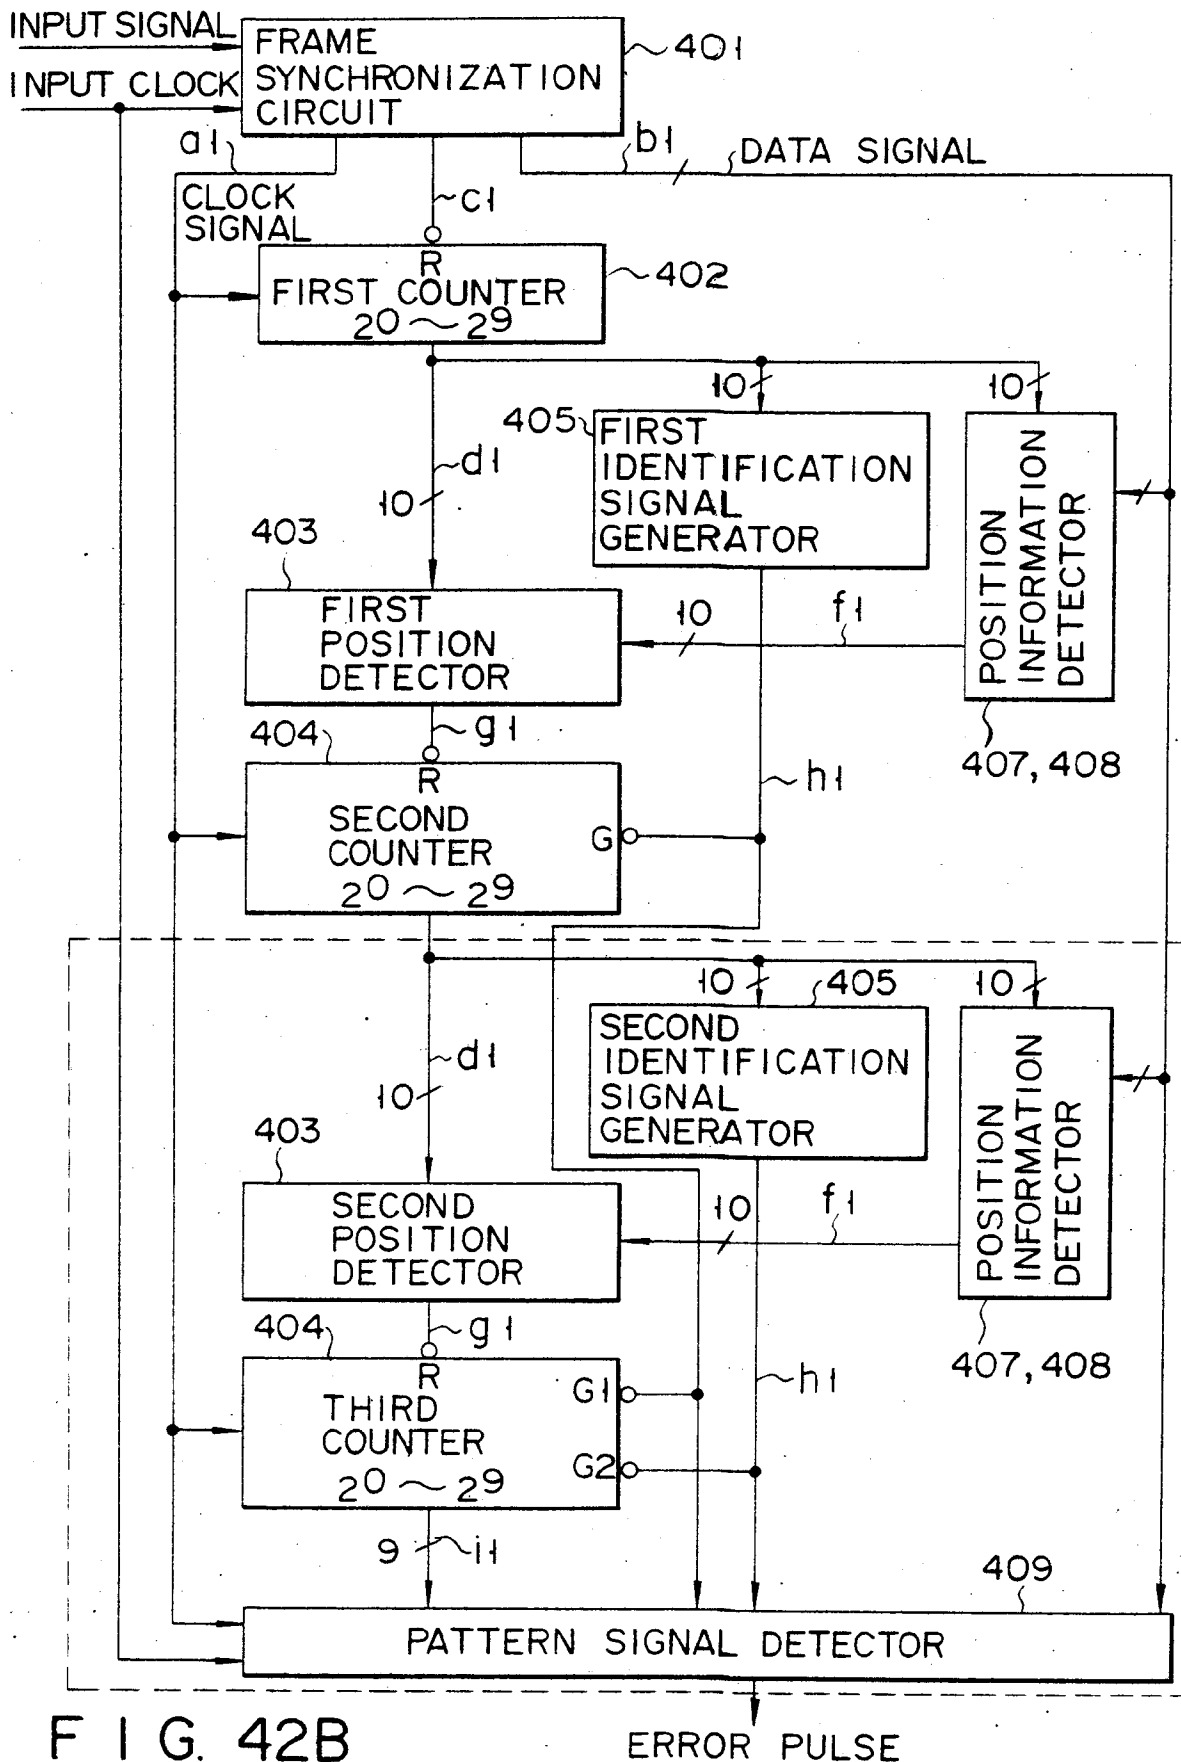 INPUT SIGNAL
INPUT CLOCK
FRAME
SYNCHRONIZATION
CIRCUIT
401
a1
CLOCK
SIGNAL
c1
b1
DATA SIGNAL
R
FIRST COUNTER
20 ~ 29
402
10
10
405
FIRST
IDENTIFICATION
SIGNAL
GENERATOR
POSITION
INFORMATION
DETECTOR
d1
10
403
FIRST
POSITION
DETECTOR
10
f1
407, 408
g1
404
R
SECOND
COUNTER
20 ~ 29
G
h1
10
405
10
SECOND
IDENTIFICATION
SIGNAL
GENERATOR
POSITION
INFORMATION
DETECTOR
d1
10
403
SECOND
POSITION
DETECTOR
10
f1
407, 408
g1
404
R
THIRD
COUNTER
20 ~ 29
G1
G2
h1
9
i1
409
PATTERN SIGNAL DETECTOR
FIG. 42B
ERROR PULSE